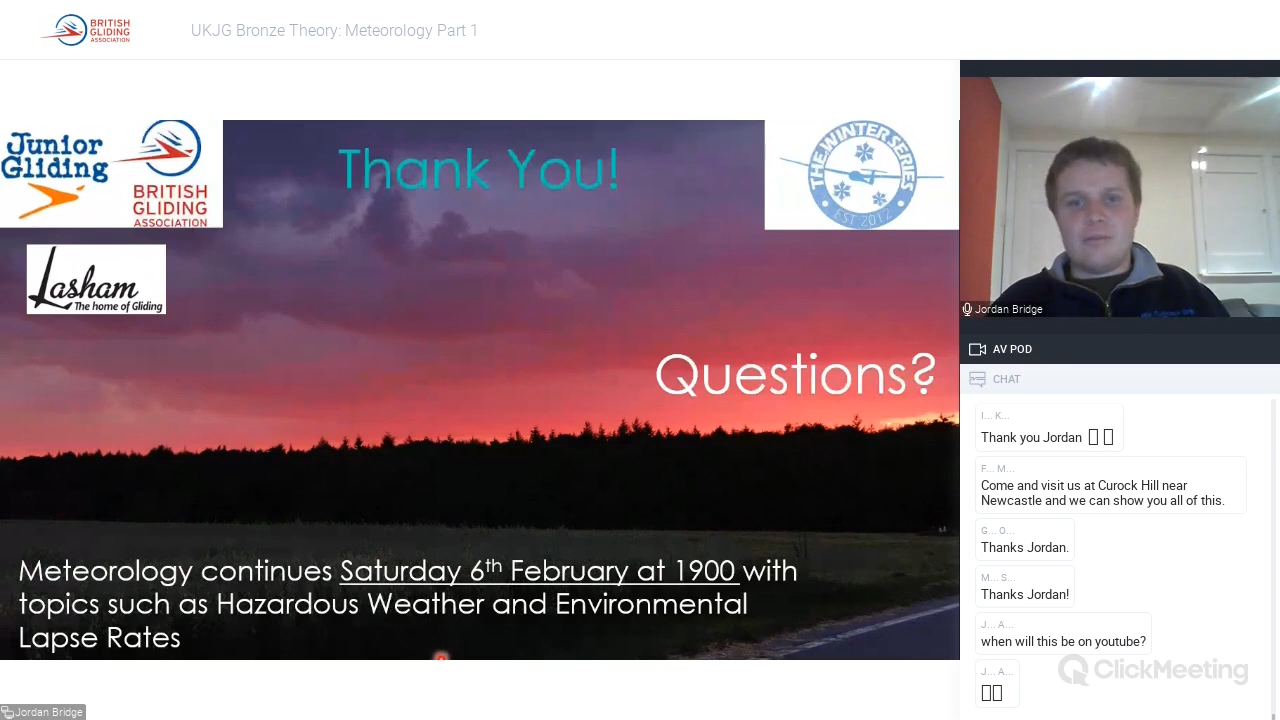 BRITISH
GLIDING
ASSOCIATION
UKJG Bronze Theory: Meteorology Part 1
Junior
Gliding
BRITISH
GLIDING
ASSOCIATION
Thank You!
THE WINTER SERIES
EST 2012
Lasham
The home of Gliding
Questions?
Meteorology continues Saturday 6th February at 1900 with
topics such as Hazardous Weather and Environmental
Lapse Rates
Jordan Bridge
Jordan Bridge
AV POD
CHAT
I... K...
Thank you Jordan
F... M...
Come and visit us at Curock Hill near
Newcastle and we can show you all of this.
G... O...
Thanks Jordan.
M... S...
Thanks Jordan!
J... A...
when will this be on youtube?
J... A...
ClickMeeting